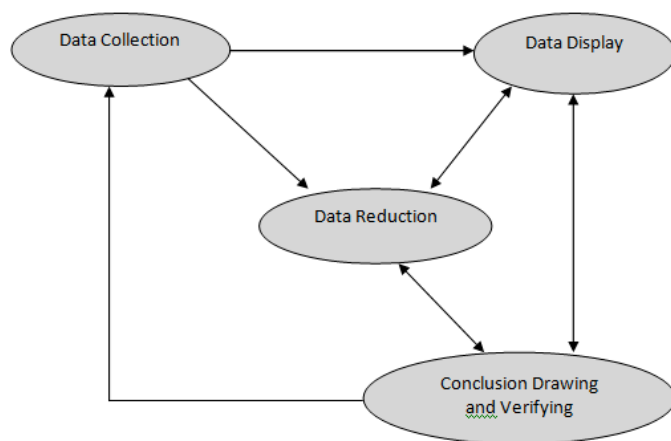 Data Collection
Data Display
Data Reduction
Conclusion Drawing
and Verifying